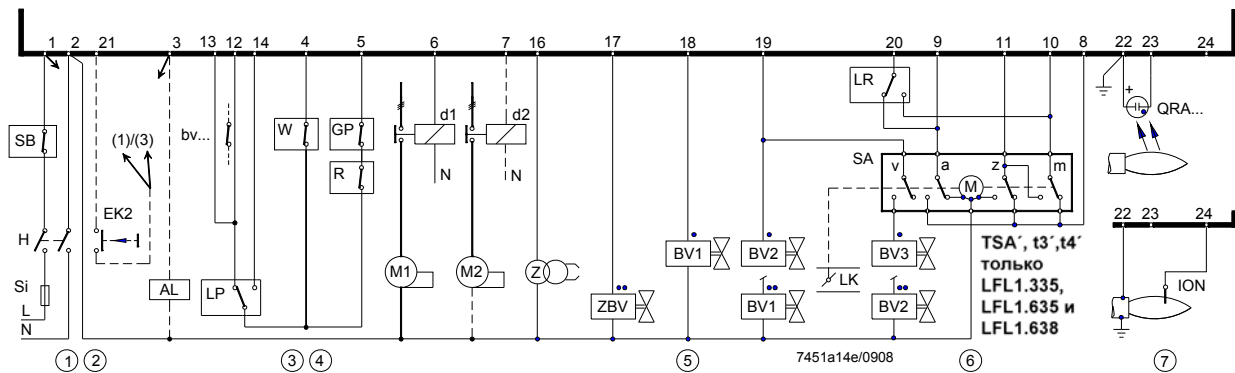 1 2 21 3 13 12 14 4 5 6 7 16 17 18 19 20 9 11 10 8 22 23 24
LR
+
QRA...
d1 d2
SB (1)/(3) bv... W GP
R
N N
SA v a z m
M
EK2
H
22 23 24
BV1 BV2 BV3
TSA´, t3´,t4´
только
LFL1.335,
LFL1.635 и
LFL1.638
M1 M2 Z
LK
Si
AL LP
ION
L
ZBV BV1 BV2
N
1 2 3 4 5 7451a14e/0908 6 7